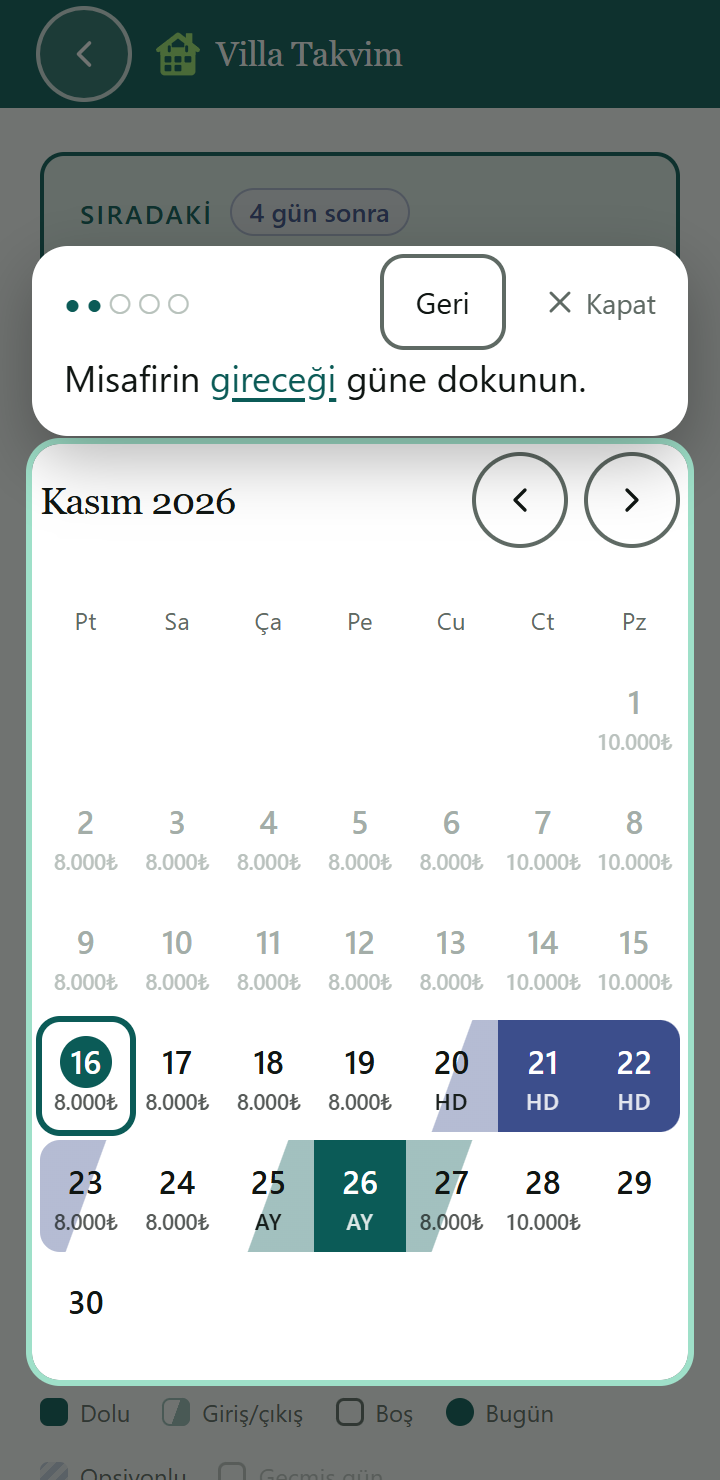 Villa Takvim
SIRADAKİ 4 gün sonra
Geri Kapat
Misafirin gireceği güne dokunun.
Kasım 2026
Pt Sa Ça Pe Cu Ct Pz
1
10.000₺
2 3 4 5 6 7 8
8.000₺ 8.000₺ 8.000₺ 8.000₺ 8.000₺ 10.000₺ 10.000₺
9 10 11 12 13 14 15
8.000₺ 8.000₺ 8.000₺ 8.000₺ 8.000₺ 10.000₺ 10.000₺
16 17 18 19 20 21 22
8.000₺ 8.000₺ 8.000₺ 8.000₺ HD HD HD
23 24 25 26 27 28 29
8.000₺ 8.000₺ AY AY 8.000₺ 10.000₺
30
Dolu Giriş/çıkış Boş Bugün
Opsiyonlu Geçmiş gün